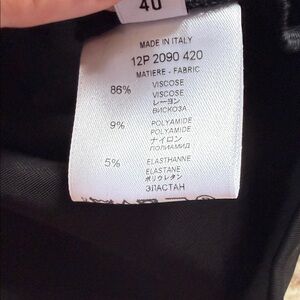 40
MADE IN ITALY
12P 2090 420
MATIERE - FABRIC
86% VISCOSE
VISCOSE
レーヨン
ВИСКОЗА
9% POLYAMIDE
POLYAMIDE
ナイロン
ПОЛИАМИД
5% ELASTHANNE
ELASTANE
ポリウレタン
ЭЛАСТАН